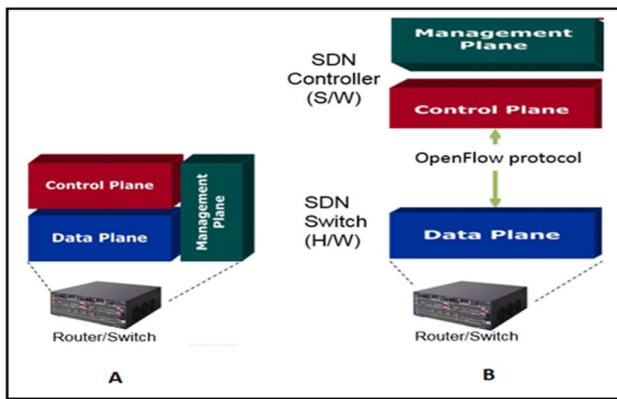 Control Plane
Data Plane
Management
Plane
Router/Switch
A
SDN
Controller
(S/W)
Management
Plane
Control Plane
OpenFlow protocol
SDN
Switch
(H/W)
Data Plane
Router/Switch
B